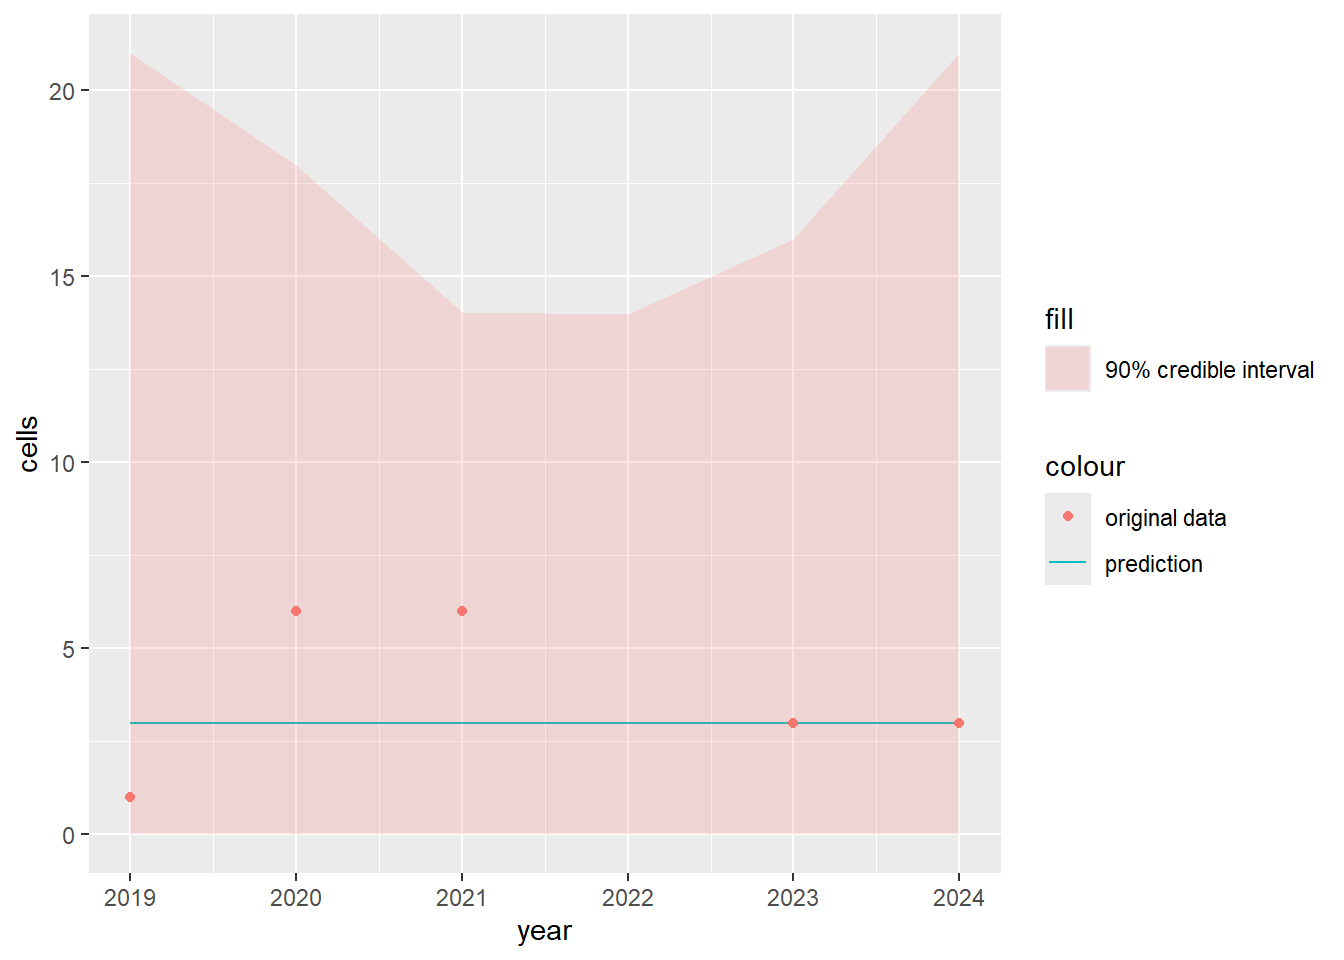 20
15
10
5
0
cells
2019 2020 2021 2022 2023 2024
year
fill
90% credible interval
colour
original data
prediction